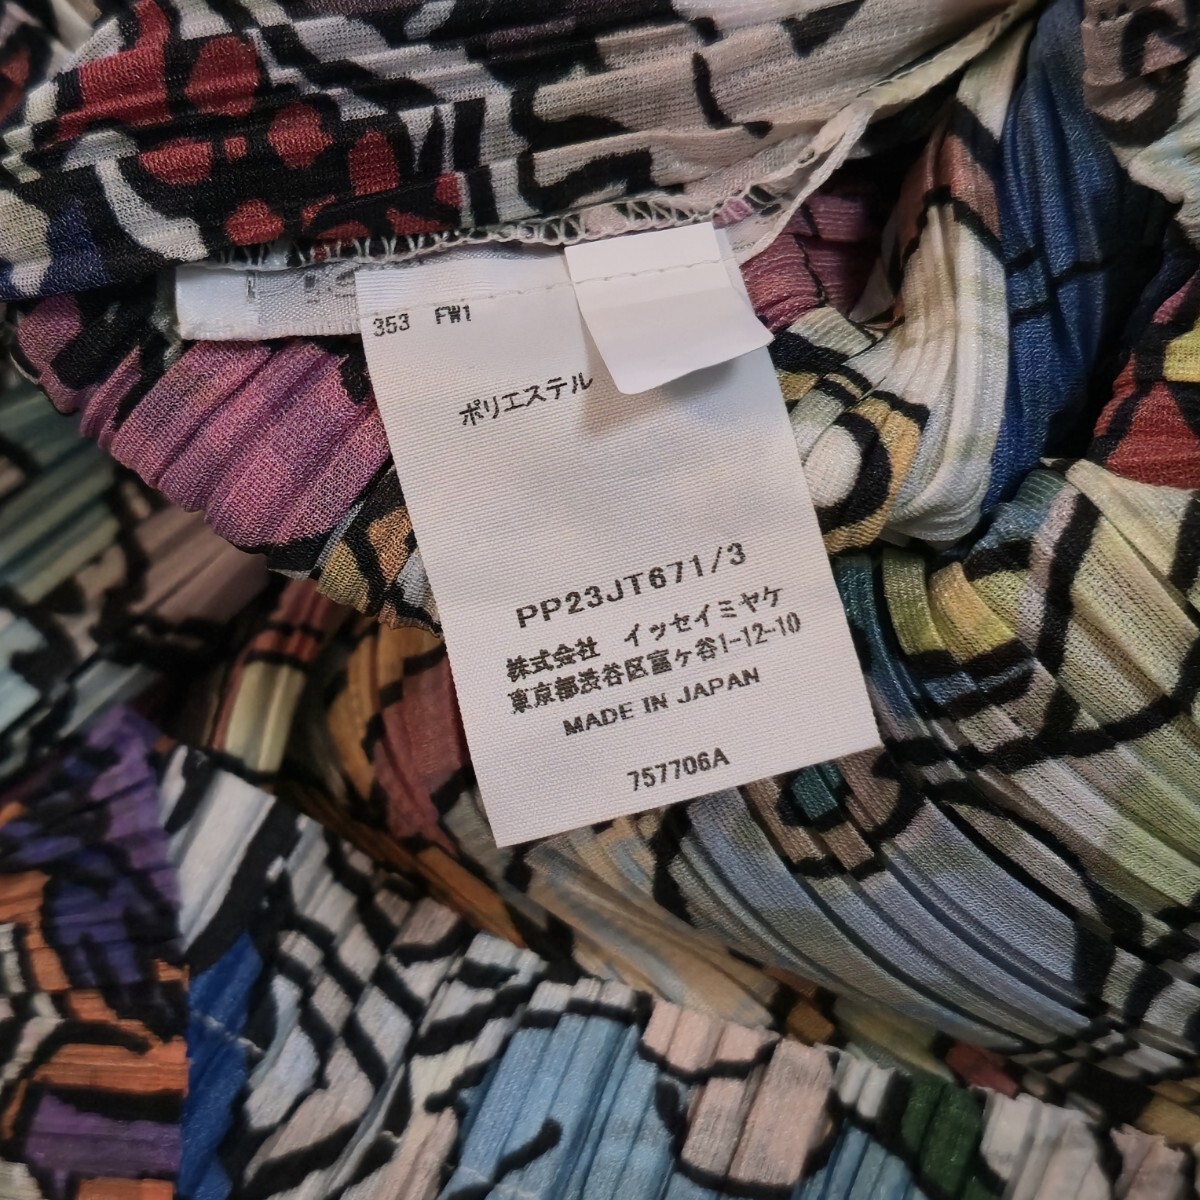 353 FW1
ポリエステル
PP23JT671/3
株式会社 イッセイミヤケ
東京都渋谷区富ヶ谷1-12-10
MADE IN JAPAN
757706A